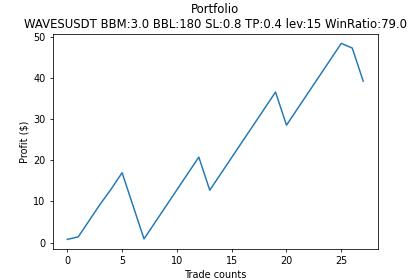 Portfolio
WAVESUSDT BBM:3.0 BBL:180 SL:0.8 TP:0.4 lev:15 WinRatio:79.0
50
40
30
20
10
0
Profit ($)
0 5 10 15 20 25
Trade counts